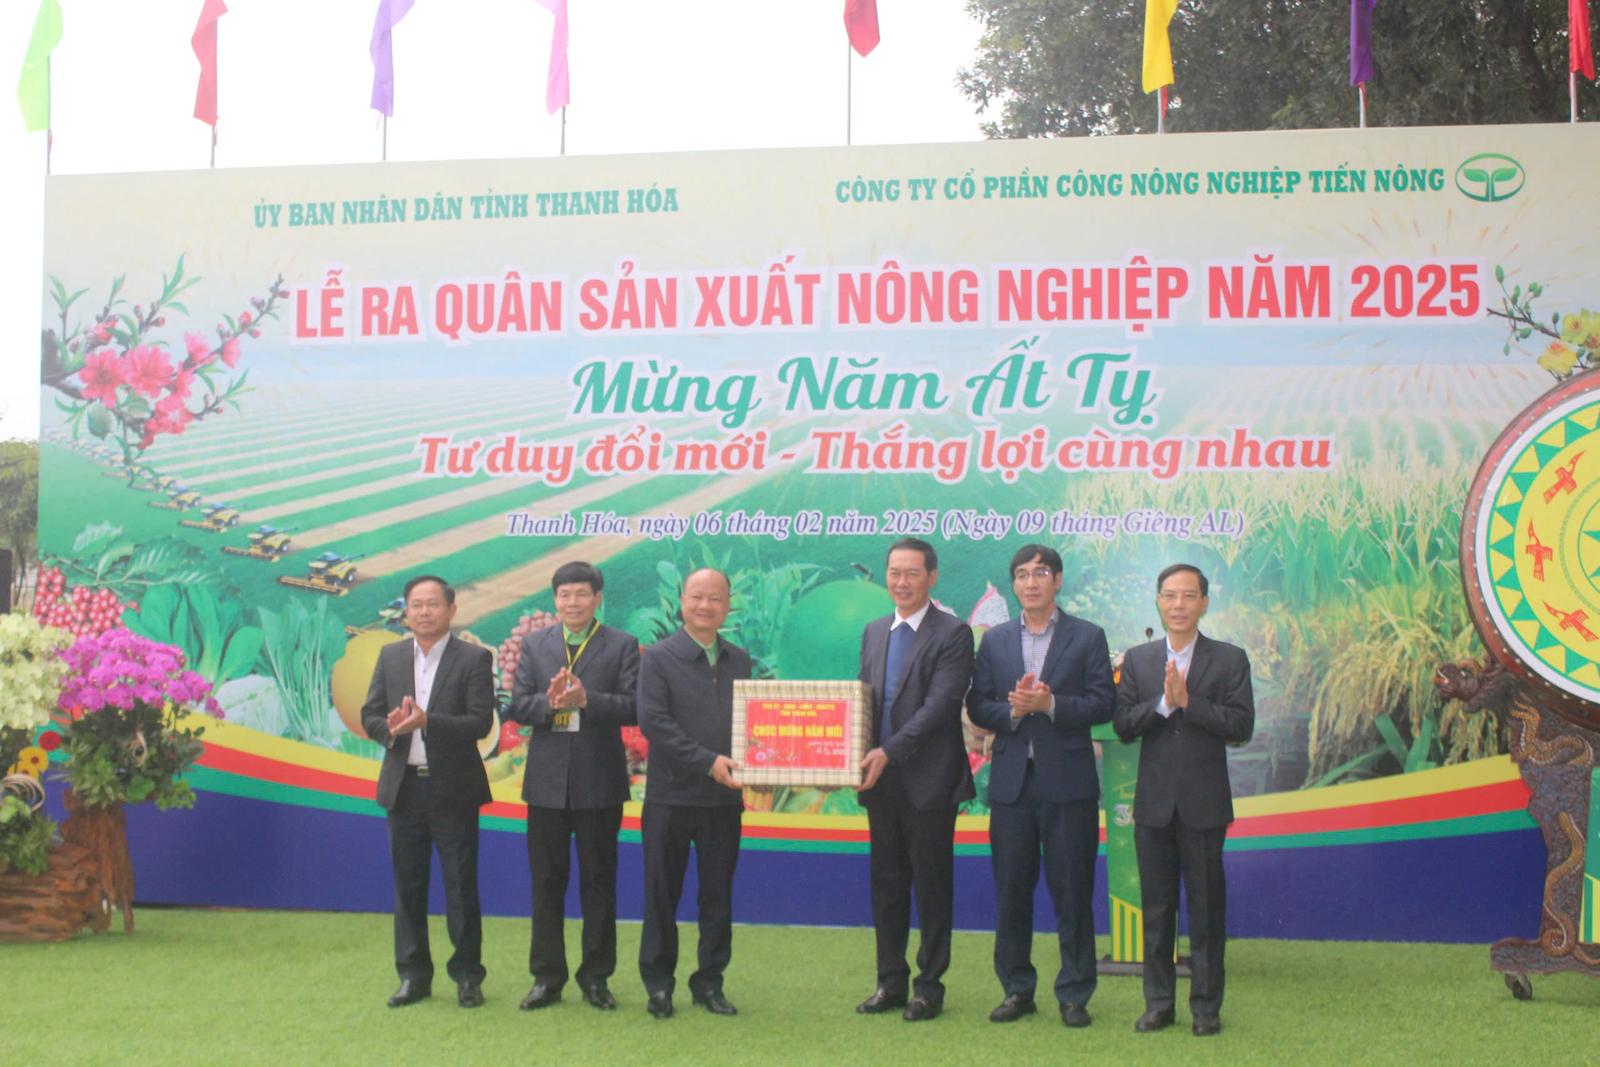 ỦY BAN NHÂN DÂN TỈNH THANH HÓA
CÔNG TY CỔ PHẦN CÔNG NÔNG NGHIỆP TIẾN NÔNG
LỄ RA QUÂN SẢN XUẤT NÔNG NGHIỆP NĂM 2025
Mừng Năm Ất Tỵ
Tư duy đổi mới - Thắng lợi cùng nhau
Thanh Hóa, ngày 06 tháng 02 năm 2025 (Ngày 09 tháng Giêng AL)
CHÚC MỪNG NĂM MỚI